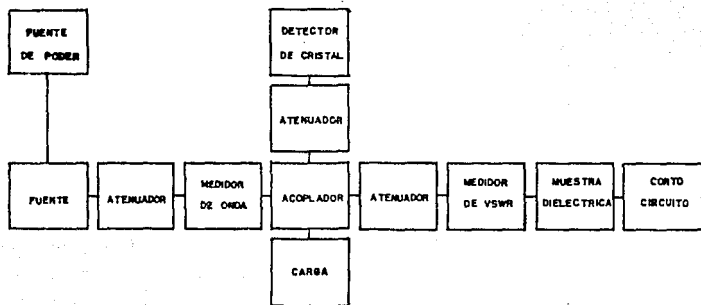 FUENTE
DE PODER
DETECTOR
DE CRISTAL
ATENUADOR
FUENTE
ATENUADOR
MEDIDOR
DE ONDA
ACOPLADOR
ATENUADOR
MEDIDOR
DE VSWR
MUESTRA
DIELECTRICA
CORTO
CIRCUITO
CARGA